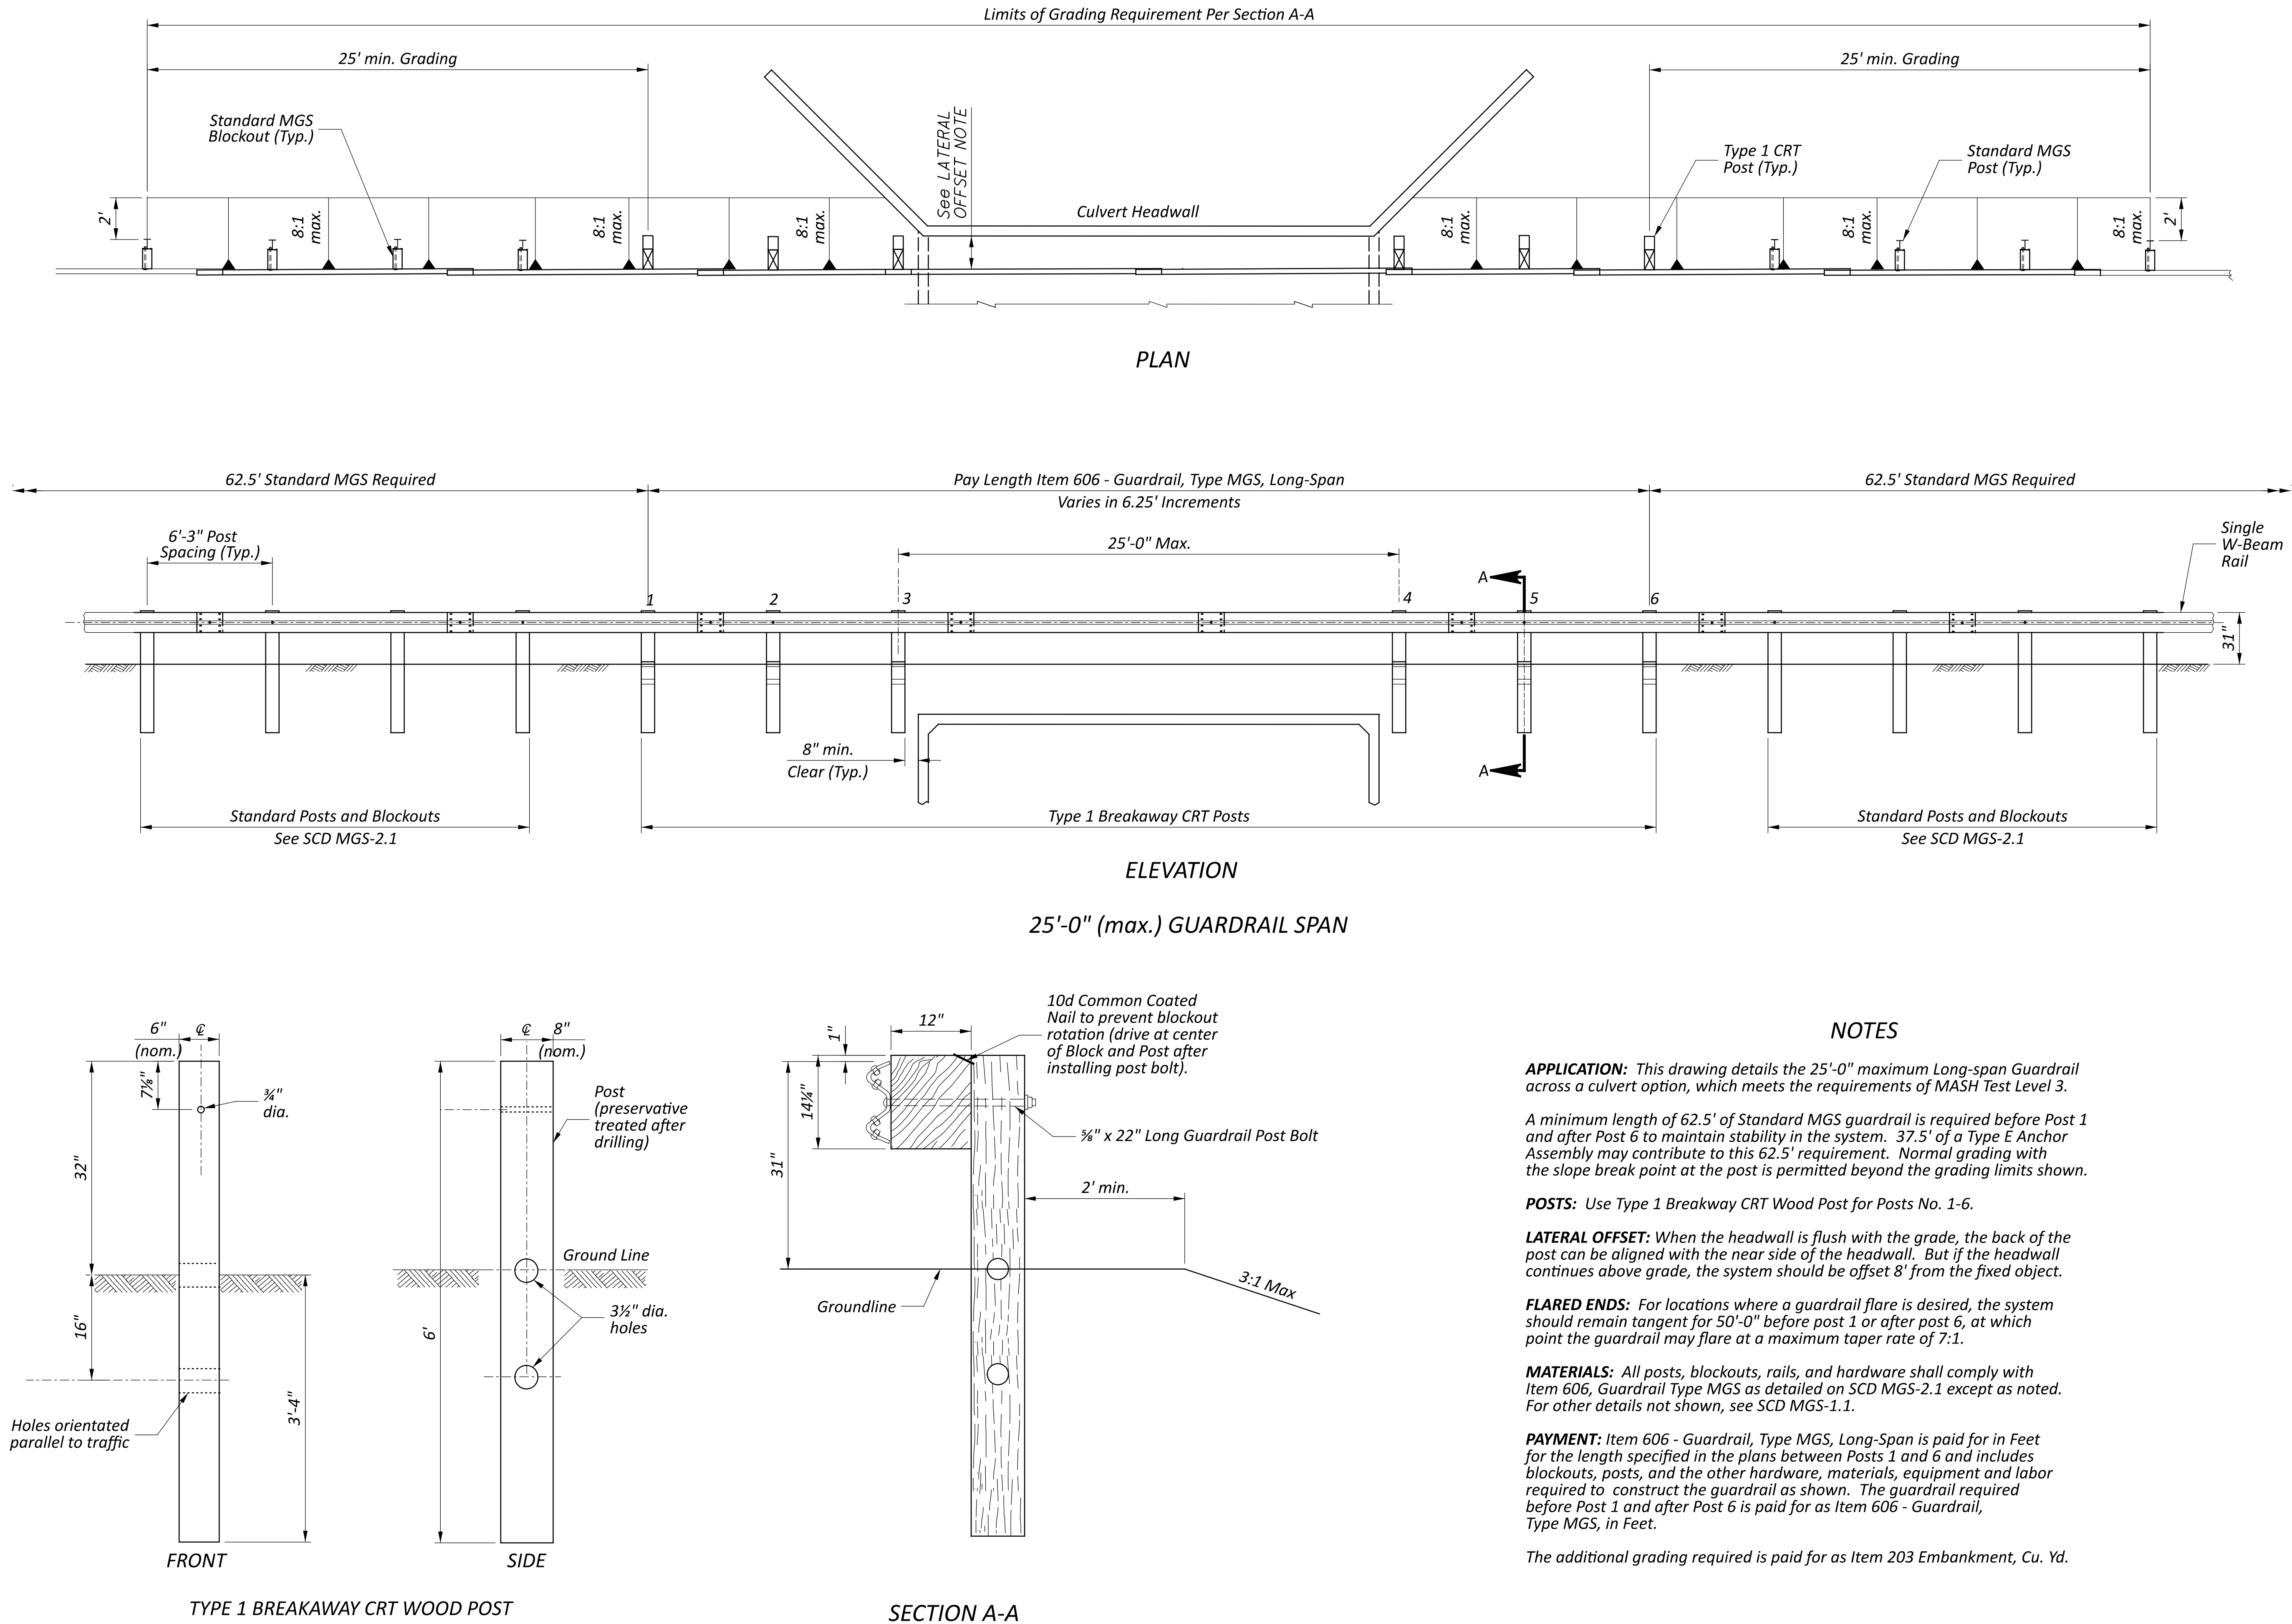 Limits of Grading Requirement Per Section A-A
25' min. Grading
25' min. Grading
Standard MGS
Blockout (Typ.)
See LATERAL
OFFSET NOTE
Type 1 CRT
Post (Typ.)
Standard MGS
Post (Typ.)
2'
8:1
max.
8:1
max.
8:1
max.
Culvert Headwall
8:1
max.
8:1
max.
8:1
max.
2'
PLAN
62.5' Standard MGS Required
Pay Length Item 606 - Guardrail, Type MGS, Long-Span
Varies in 6.25' Increments
62.5' Standard MGS Required
6'-3" Post
Spacing (Typ.)
25'-0" Max.
Single
W-Beam
Rail
A
1
2
3
4
5
6
31"
8" min.
Clear (Typ.)
A
Standard Posts and Blockouts
See SCD MGS-2.1
Type 1 Breakaway CRT Posts
Standard Posts and Blockouts
See SCD MGS-2.1
ELEVATION
25'-0" (max.) GUARDRAIL SPAN
6"
(nom.)
℄
7⅛"
¾"
dia.
32"
16"
3'-4"
Holes orientated
parallel to traffic
FRONT
℄
8"
(nom.)
Post
(preservative
treated after
drilling)
Ground Line
3½" dia.
holes
6'
SIDE
TYPE 1 BREAKAWAY CRT WOOD POST
12"
1"
14¼"
31"
10d Common Coated
Nail to prevent blockout
rotation (drive at center
of Block and Post after
installing post bolt).
⅝" x 22" Long Guardrail Post Bolt
2' min.
3:1 Max
Groundline
SECTION A-A
NOTES
APPLICATION: This drawing details the 25'-0" maximum Long-span Guardrail
across a culvert option, which meets the requirements of MASH Test Level 3.
A minimum length of 62.5' of Standard MGS guardrail is required before Post 1
and after Post 6 to maintain stability in the system. 37.5' of a Type E Anchor
Assembly may contribute to this 62.5' requirement. Normal grading with
the slope break point at the post is permitted beyond the grading limits shown.
POSTS: Use Type 1 Breakway CRT Wood Post for Posts No. 1-6.
LATERAL OFFSET: When the headwall is flush with the grade, the back of the
post can be aligned with the near side of the headwall. But if the headwall
continues above grade, the system should be offset 8' from the fixed object.
FLARED ENDS: For locations where a guardrail flare is desired, the system
should remain tangent for 50'-0" before post 1 or after post 6, at which
point the guardrail may flare at a maximum taper rate of 7:1.
MATERIALS: All posts, blockouts, rails, and hardware shall comply with
Item 606, Guardrail Type MGS as detailed on SCD MGS-2.1 except as noted.
For other details not shown, see SCD MGS-1.1.
PAYMENT: Item 606 - Guardrail, Type MGS, Long-Span is paid for in Feet
for the length specified in the plans between Posts 1 and 6 and includes
blockouts, posts, and the other hardware, materials, equipment and labor
required to construct the guardrail as shown. The guardrail required
before Post 1 and after Post 6 is paid for as Item 606 - Guardrail,
Type MGS, in Feet.
The additional grading required is paid for as Item 203 Embankment, Cu. Yd.